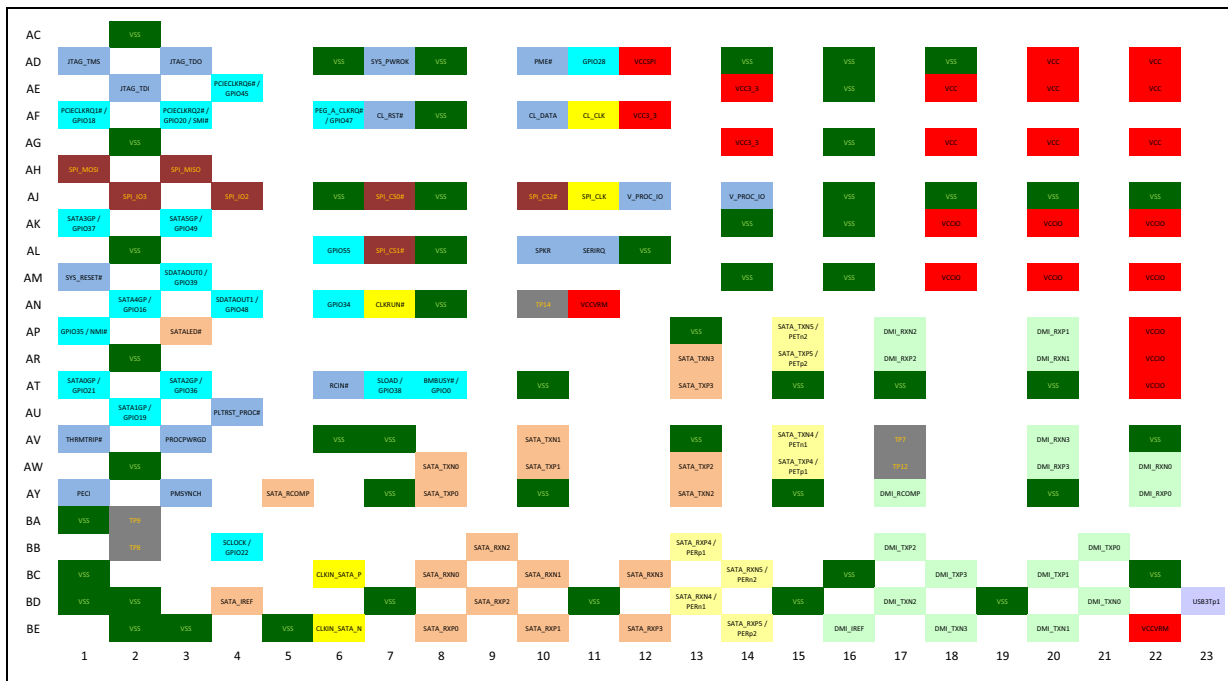 AC VSS
AD JTAG_TMS JTAG_TDO VSS SYS_PWROK VSS PME# GPIO28 VCCSPI VSS VSS VSS VCC VCC
AE JTAG_TDI PCIECLKRQ6# / GPIO45 VCC3_3 VSS VCC VCC VCC
AF PCIECLKRQ1# / GPIO18 PCIECLKRQ2# / GPIO20 / SMI# PEG_A_CLKRQ# / GPIO47 CL_RST# VSS CL_DATA CL_CLK VCC3_3
AG VSS VCC3_3 VSS VCC VCC VCC
AH SPI_MOSI SPI_MISO
AJ SPI_IO3 SPI_IO2 VSS SPI_CS0# VSS SPI_CS2# SPI_CLK V_PROC_IO V_PROC_IO VSS VSS VSS VSS
AK SATA3GP / GPIO37 SATA5GP / GPIO49 VSS VSS VCCIO VCCIO VCCIO
AL VSS GPIO55 SPI_CS1# VSS SPKR SERIRQ VSS
AM SYS_RESET# SDATAOUT0 / GPIO39 VSS VSS VCCIO VCCIO VCCIO
AN SATA4GP / GPIO16 SDATAOUT1 / GPIO48 GPIO34 CLKRUN# VSS TP14 VCCVRM
AP GPIO35 / NMI# SATALED# VSS SATA_TXN5 / PETn2 DMI_RXN2 DMI_RXP1 VCCIO
AR VSS SATA_TXN3 SATA_TXP5 / PETp2 DMI_RXP2 DMI_RXN1 VCCIO
AT SATA0GP / GPIO21 SATA2GP / GPIO36 RCIN# SLOAD / GPIO38 BMBUSY# / GPIO0 VSS SATA_TXP3 VSS VSS VSS VCCIO
AU SATA1GP / GPIO19 PLTRST_PROC#
AV THRMTRIP# PROCPWRGD VSS VSS SATA_TXN1 VSS SATA_TXN4 / PETn1 TP7 DMI_RXN3 VSS
AW VSS SATA_TXN0 SATA_TXP1 SATA_TXP2 SATA_TXP4 / PETp1 TP12 DMI_RXP3 DMI_RXN0
AY PECI PMSYNCH SATA_RCOMP VSS SATA_TXP0 VSS SATA_TXN2 VSS DMI_RCOMP VSS DMI_RXP0
BA VSS TP9
BB TP8 SCLOCK / GPIO22 SATA_RXN2 SATA_RXP4 / PERp1 DMI_TXP2 DMI_TXP0
BC VSS CLKIN_SATA_P SATA_RXN0 SATA_RXN1 SATA_RXN3 SATA_RXN5 / PERn2 VSS DMI_TXP3 DMI_TXP1 VSS
BD VSS VSS SATA_IREF VSS SATA_RXP2 VSS SATA_RXN4 / PERn1 VSS DMI_TXN2 VSS DMI_TXN0 USB3Tp1
BE VSS VSS VSS CLKIN_SATA_N SATA_RXP0 SATA_RXP1 SATA_RXP3 SATA_RXP5 / PERp2 DMI_IREF DMI_TXN3 DMI_TXN1 VCCVRM
1 2 3 4 5 6 7 8 9 10 11 12 13 14 15 16 17 18 19 20 21 22 23